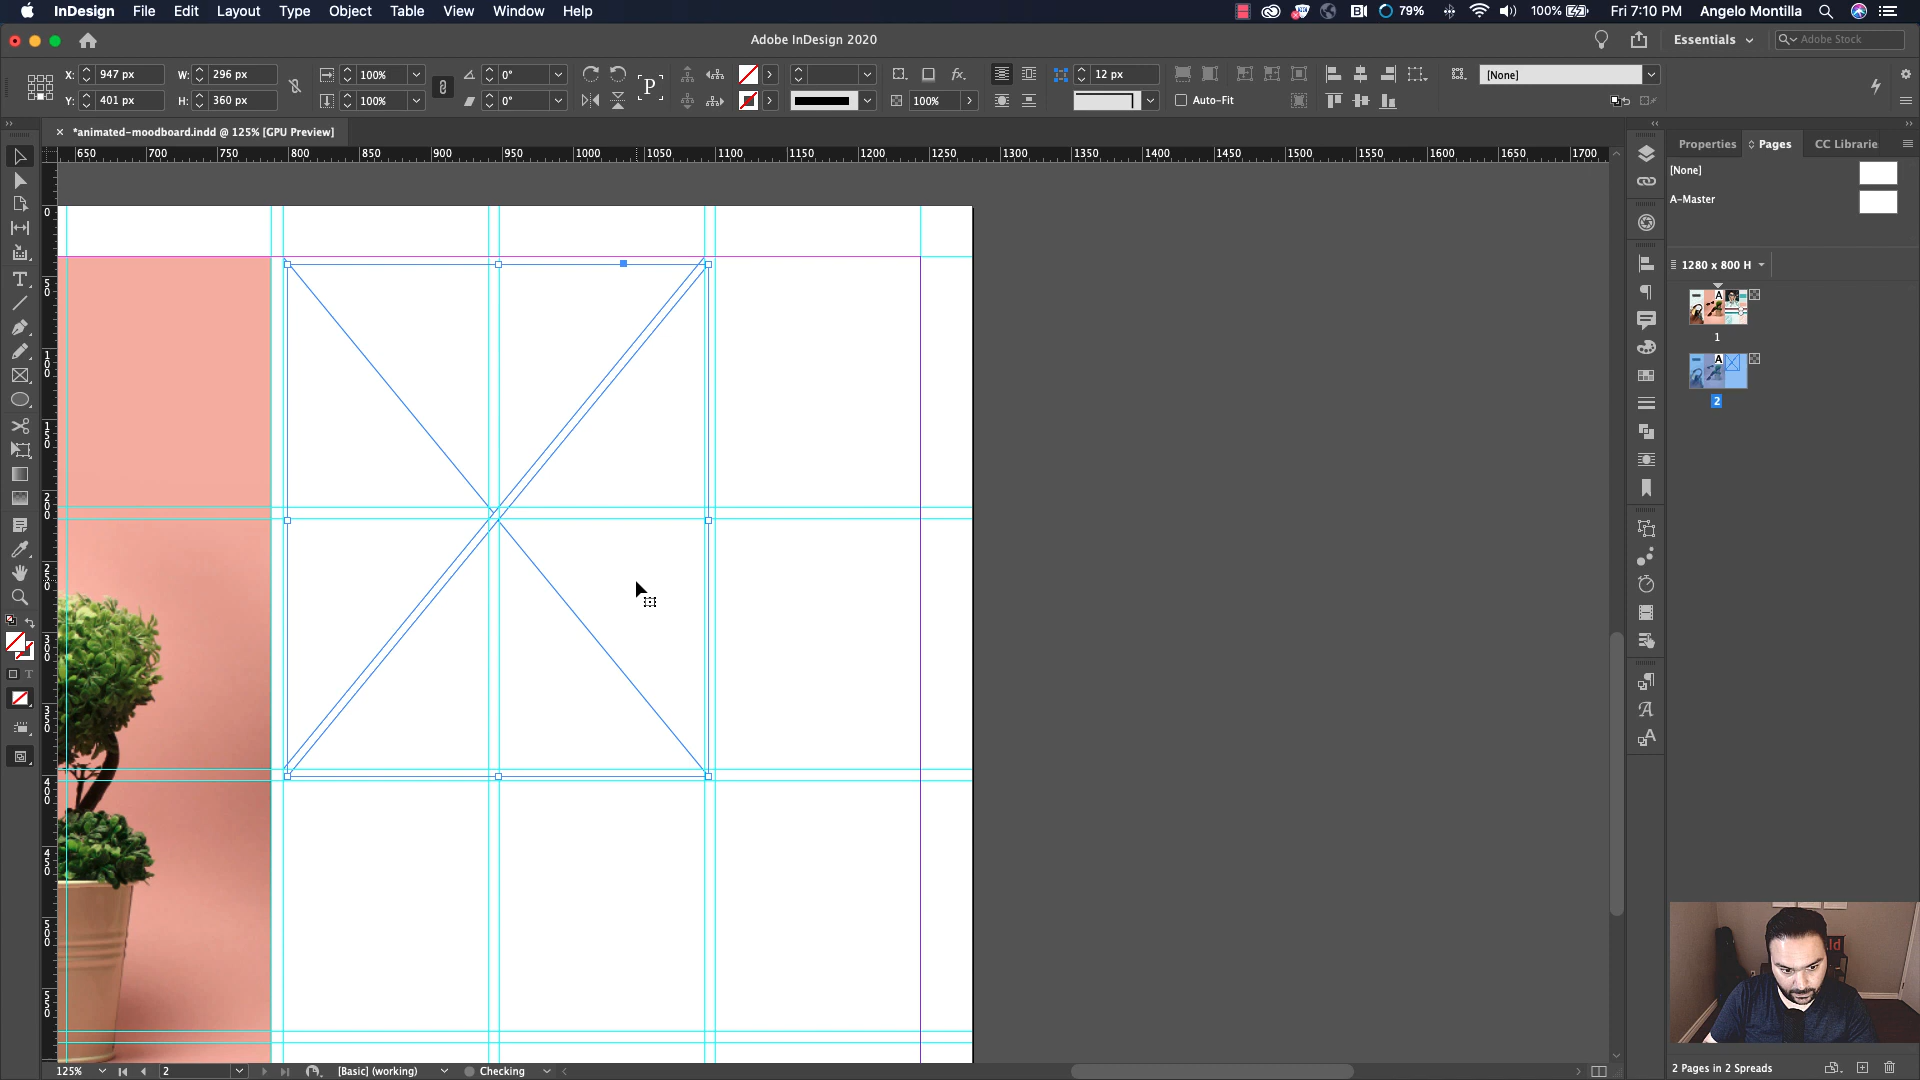 InDesign File Edit Layout Type Object Table View Window Help
79% 100% Fri 7:10 PM Angelo Montilla
Adobe InDesign 2020
Essentials
Adobe Stock
X: 947 px W: 296 px 100% 0° P fx. 12 px [None]
Y: 401 px H: 360 px 100% 0° 100% Auto-Fit
*animated-moodboard.indd @ 125% [GPU Preview]
650 700 750 800 850 900 950 1000 1050 1100 1150 1200 1250 1300 1350 1400 1450 1500 1550 1600 1650 1700
0
50
100
150
200
250
300
350
400
450
500
550
Properties Pages CC Librarie
[None]
A-Master
1280 x 800 H
A
1
A
2
125% 2 [Basic] (working) Checking
2 Pages in 2 Spreads